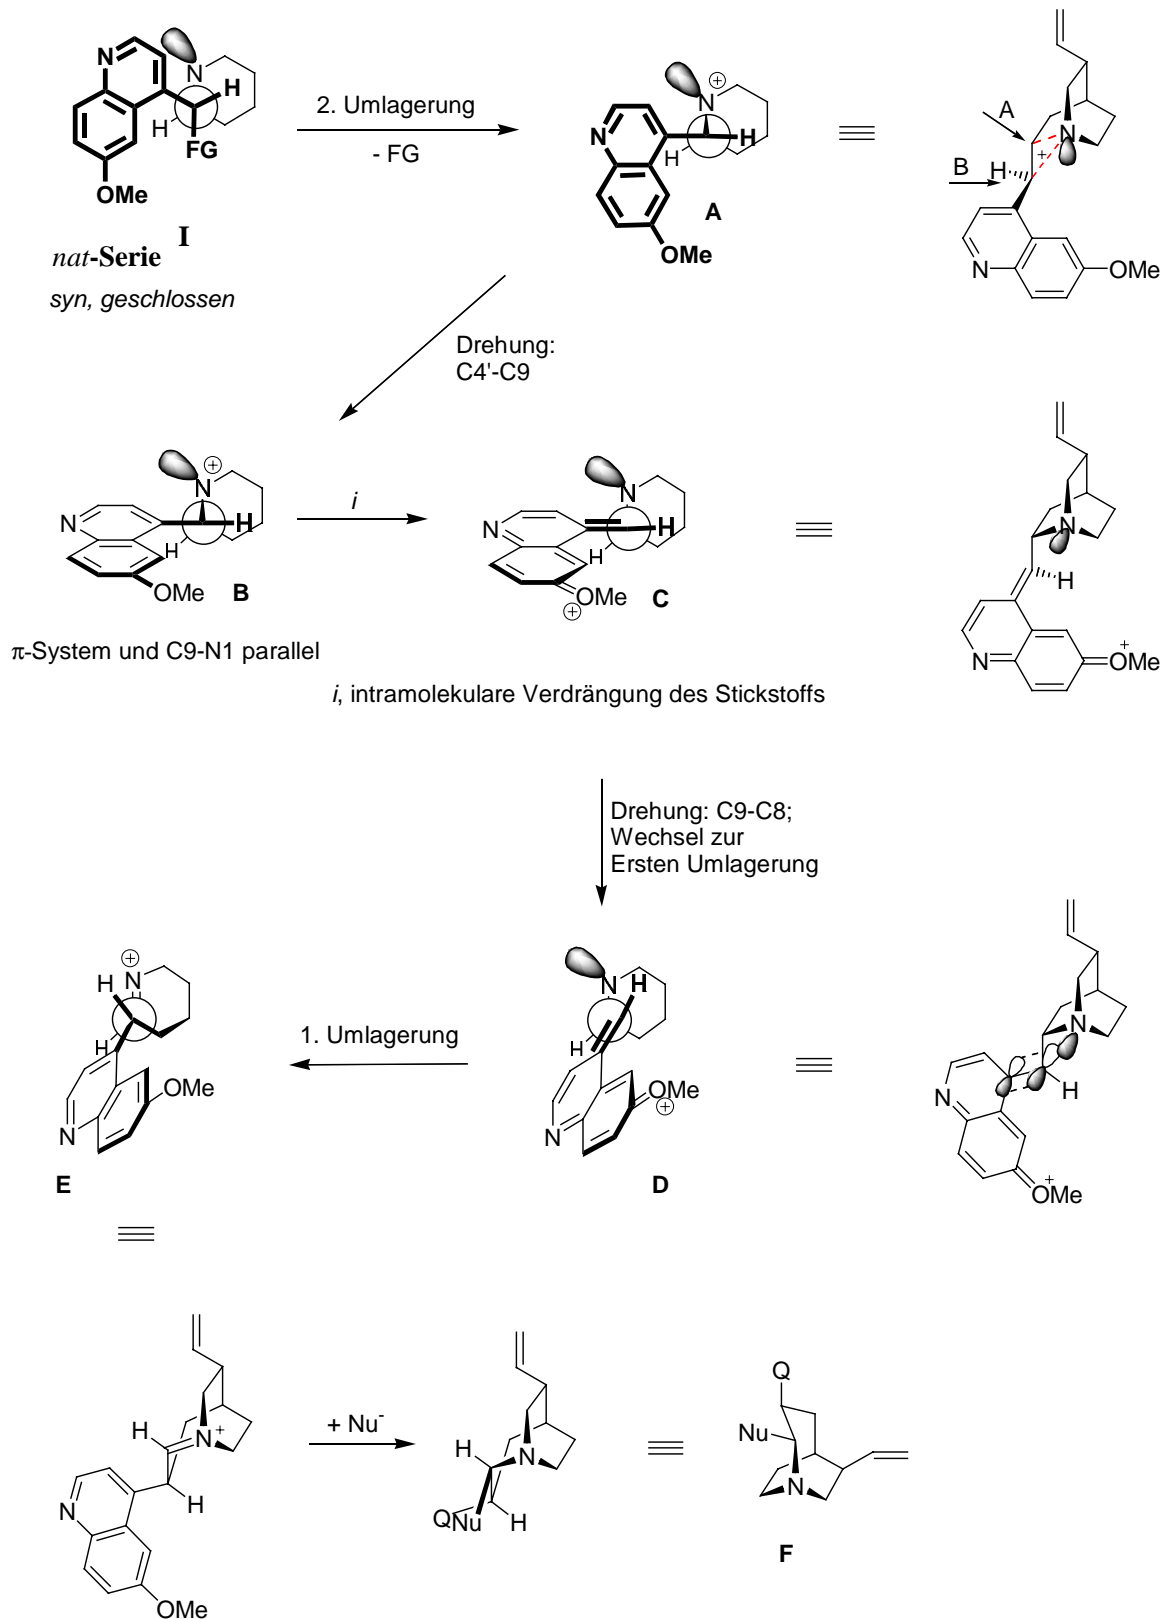 N
N
H
H
FG
OMe
I
nat-Serie
syn, geschlossen
2. Umlagerung
- FG
N
+
N
H
H
OMe
A
A
B
N
+
H
N
OMe
Drehung:
C4'-C9
N
+
N
H
H
OMe
B
i
N
N
H
H
OMe
+
C
N
H
N
OMe
+
π-System und C9-N1 parallel
i, intramolekulare Verdrängung des Stickstoffs
Drehung: C9-C8;
Wechsel zur
Ersten Umlagerung
+
N
H
H
OMe
N
E
1. Umlagerung
N
H
H
OMe
+
N
D
N
H
N
OMe
+
H
N
+
N
H
OMe
+ Nu-
H
N
Q
Nu
H
Q
Nu
N
F